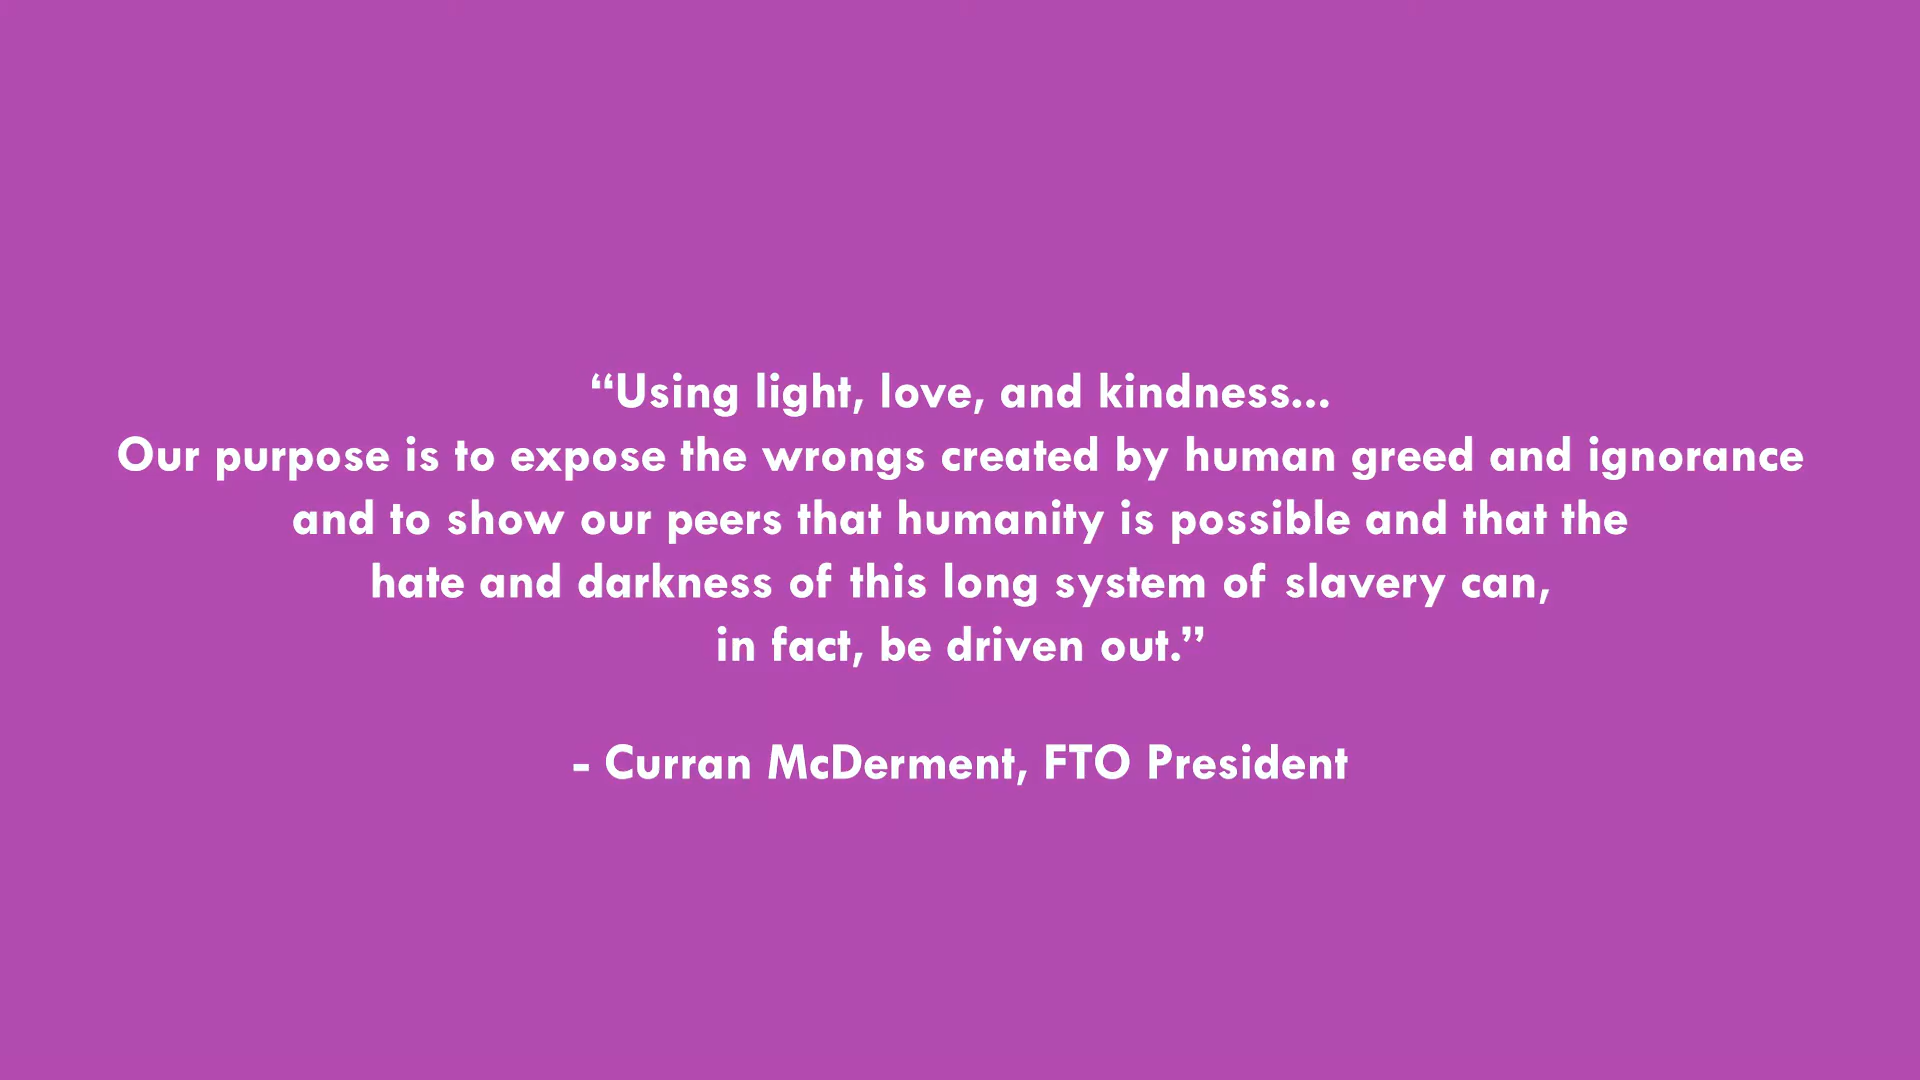 “Using light, love, and kindness...
Our purpose is to expose the wrongs created by human greed and ignorance
and to show our peers that humanity is possible and that the
hate and darkness of this long system of slavery can,
in fact, be driven out.”
- Curran McDerment, FTO President